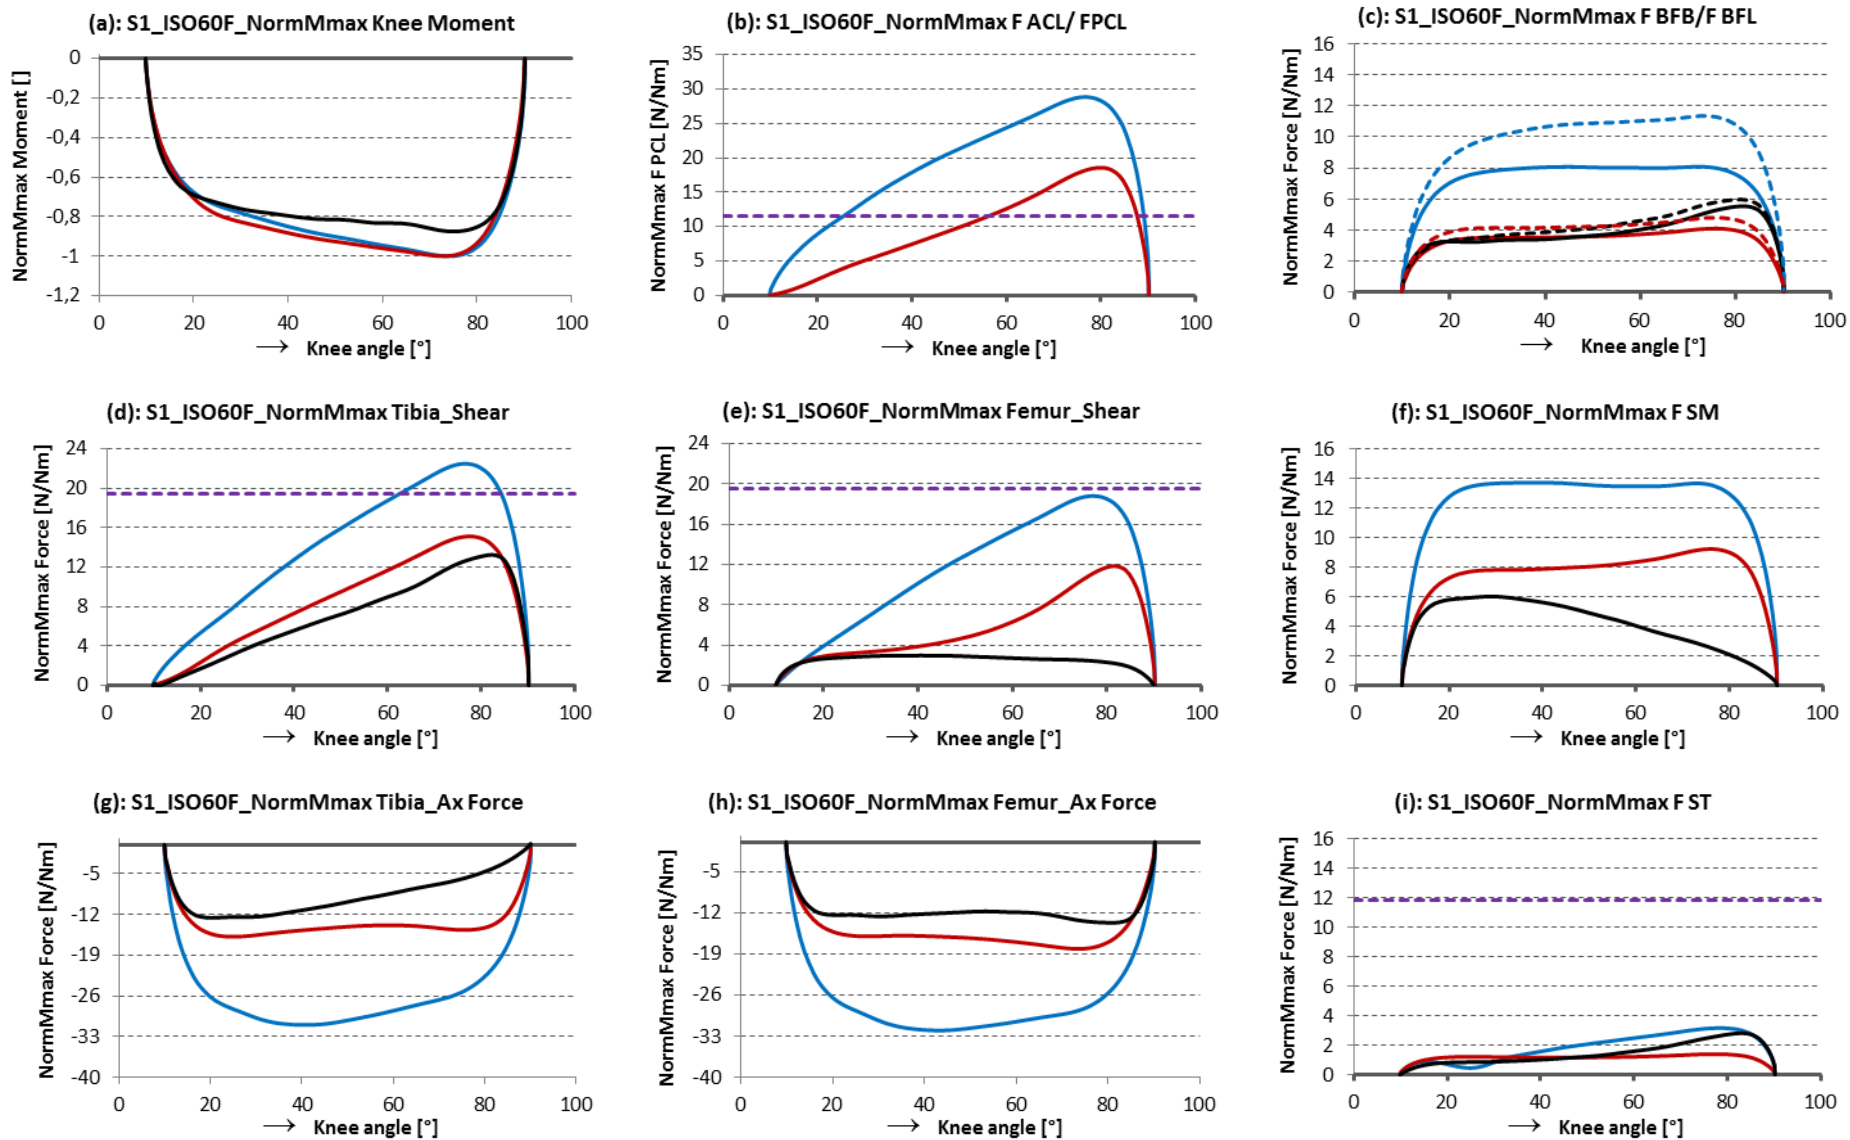 (a): S1_ISO60F_NormMmax Knee Moment
NormMmax Moment []
0
-0,2
-0,4
-0,6
-0,8
-1
-1,2
0 20 40 60 80 100
→ Knee angle [°]
(b): S1_ISO60F_NormMmax F ACL/ FPCL
NormMmax F PCL [N/Nm]
35
30
25
20
15
10
5
0
0 20 40 60 80 100
→ Knee angle [°]
(c): S1_ISO60F_NormMmax F BFB/F BFL
NormMmax Force [N/Nm]
16
14
12
10
8
6
4
2
0
0 20 40 60 80 100
→ Knee angle [°]
(d): S1_ISO60F_NormMmax Tibia_Shear
NormMmax Force [N/Nm]
24
20
16
12
8
4
0
0 20 40 60 80 100
→ Knee angle [°]
(e): S1_ISO60F_NormMmax Femur_Shear
NormMmax Force [N/Nm]
24
20
16
12
8
4
0
0 20 40 60 80 100
→ Knee angle [°]
(f): S1_ISO60F_NormMmax F SM
NormMmax Force [N/Nm]
16
14
12
10
8
6
4
2
0
0 20 40 60 80 100
→ Knee angle [°]
(g): S1_ISO60F_NormMmax Tibia_Ax Force
NormMmax Force [N/Nm]
-5
-12
-19
-26
-33
-40
0 20 40 60 80 100
→ Knee angle [°]
(h): S1_ISO60F_NormMmax Femur_Ax Force
NormMmax Force [N/Nm]
-5
-12
-19
-26
-33
-40
0 20 40 60 80 100
→ Knee angle [°]
(i): S1_ISO60F_NormMmax F ST
NormMmax Force [N/Nm]
16
14
12
10
8
6
4
2
0
0 20 40 60 80 100
→ Knee angle [°]